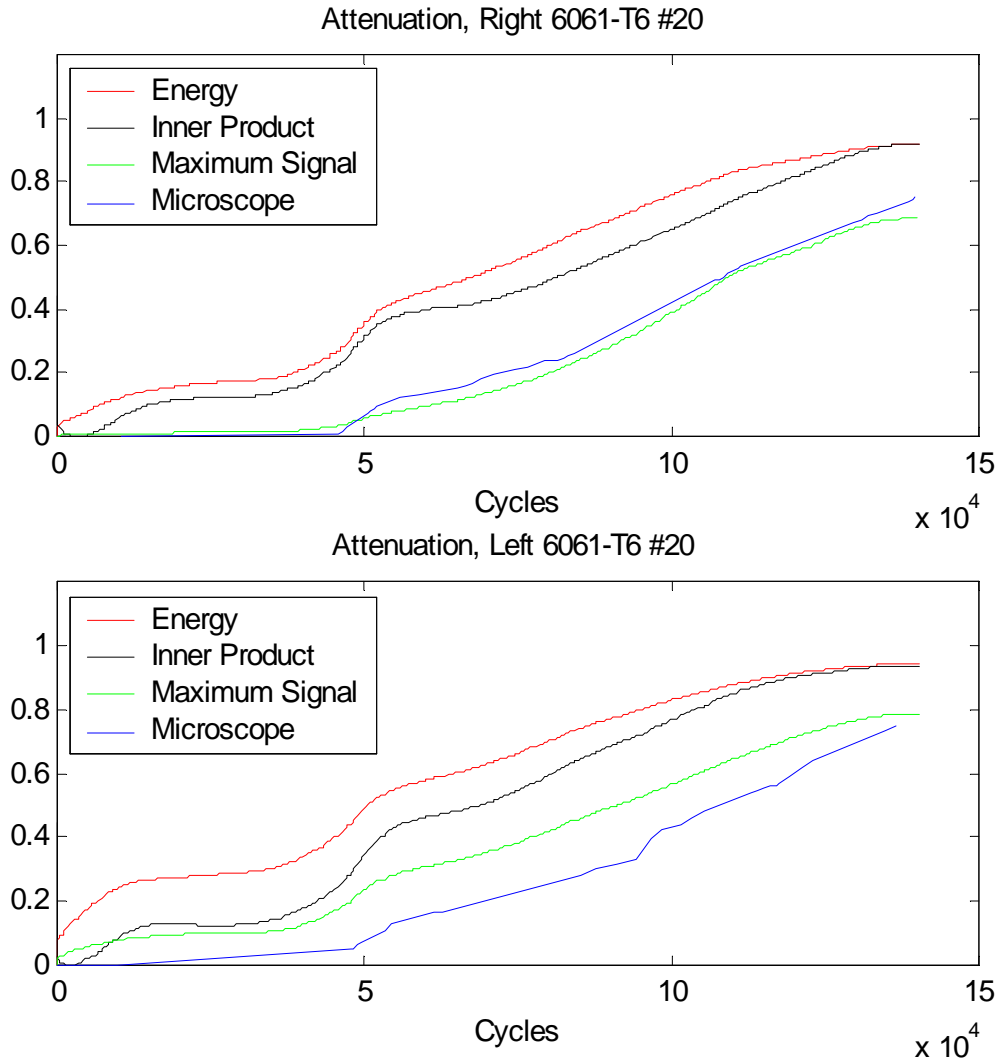 Attenuation, Right 6061-T6 #20
Energy
Inner Product
Maximum Signal
Microscope
1
0.8
0.6
0.4
0.2
0
0 5 10 15
Cycles
x 10^4
Attenuation, Left 6061-T6 #20
Energy
Inner Product
Maximum Signal
Microscope
1
0.8
0.6
0.4
0.2
0
0 5 10 15
Cycles
x 10^4